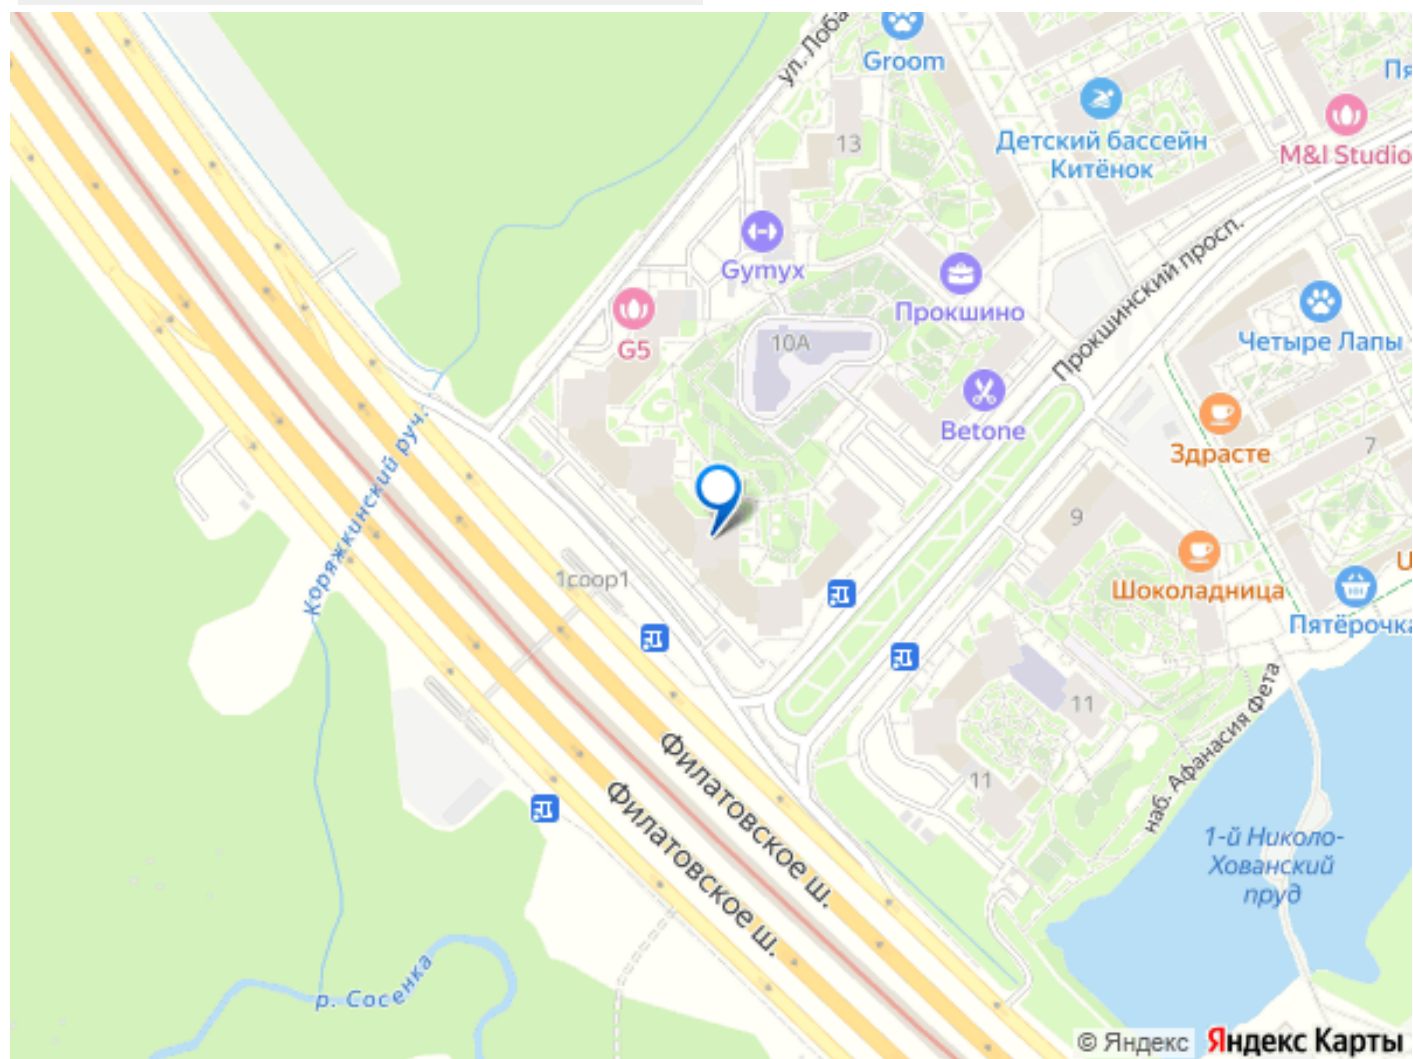 ул. Лоба
Groom
Пя
Детский бассейн
Китёнок
M&I Studio
13
Gymyx
Прокшино
Прокшинский просп.
G5
10А
Четыре Лапы
Betone
Здрасте
7
Коряжкинский руч.
9
1соор1
Шоколадница
U
Пятёрочка
11
11
наб. Афанасия Фета
Филатовское ш.
Филатовское ш.
1-й Николо-
Хованский
пруд
р. Сосенка
© Яндекс Яндекс Карты